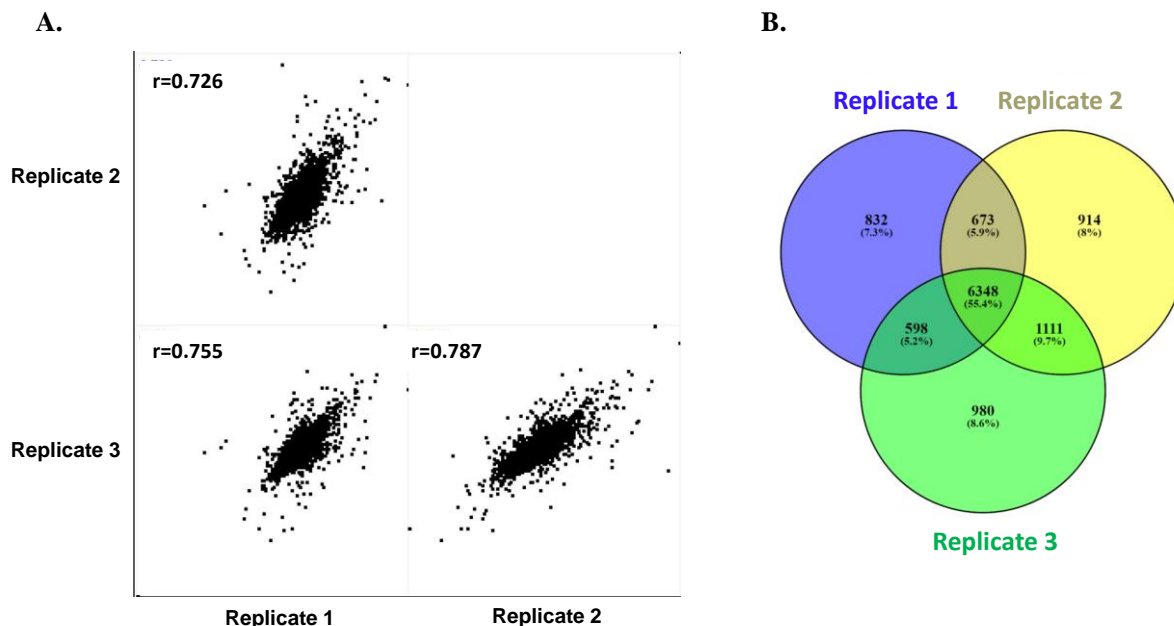 A.
r=0.726
Replicate 2
r=0.755
r=0.787
Replicate 3
Replicate 1
Replicate 2
B.
Replicate 1
Replicate 2
832
(7.3%)
673
(5.9%)
914
(8%)
6348
(55.4%)
598
(5.2%)
1111
(9.7%)
980
(8.6%)
Replicate 3